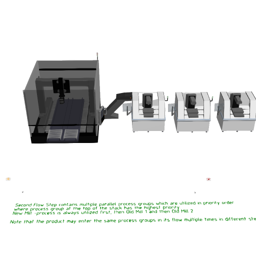 Second Flow Step contains multiple parallel process groups which are utilized in priority order
where process group at the top of the stack has the highest priority
New Mill process is always utilized first, then Old Mill 1 and then Old Mill 2
Note that the product may enter the same process groups in its flow multiple times in different